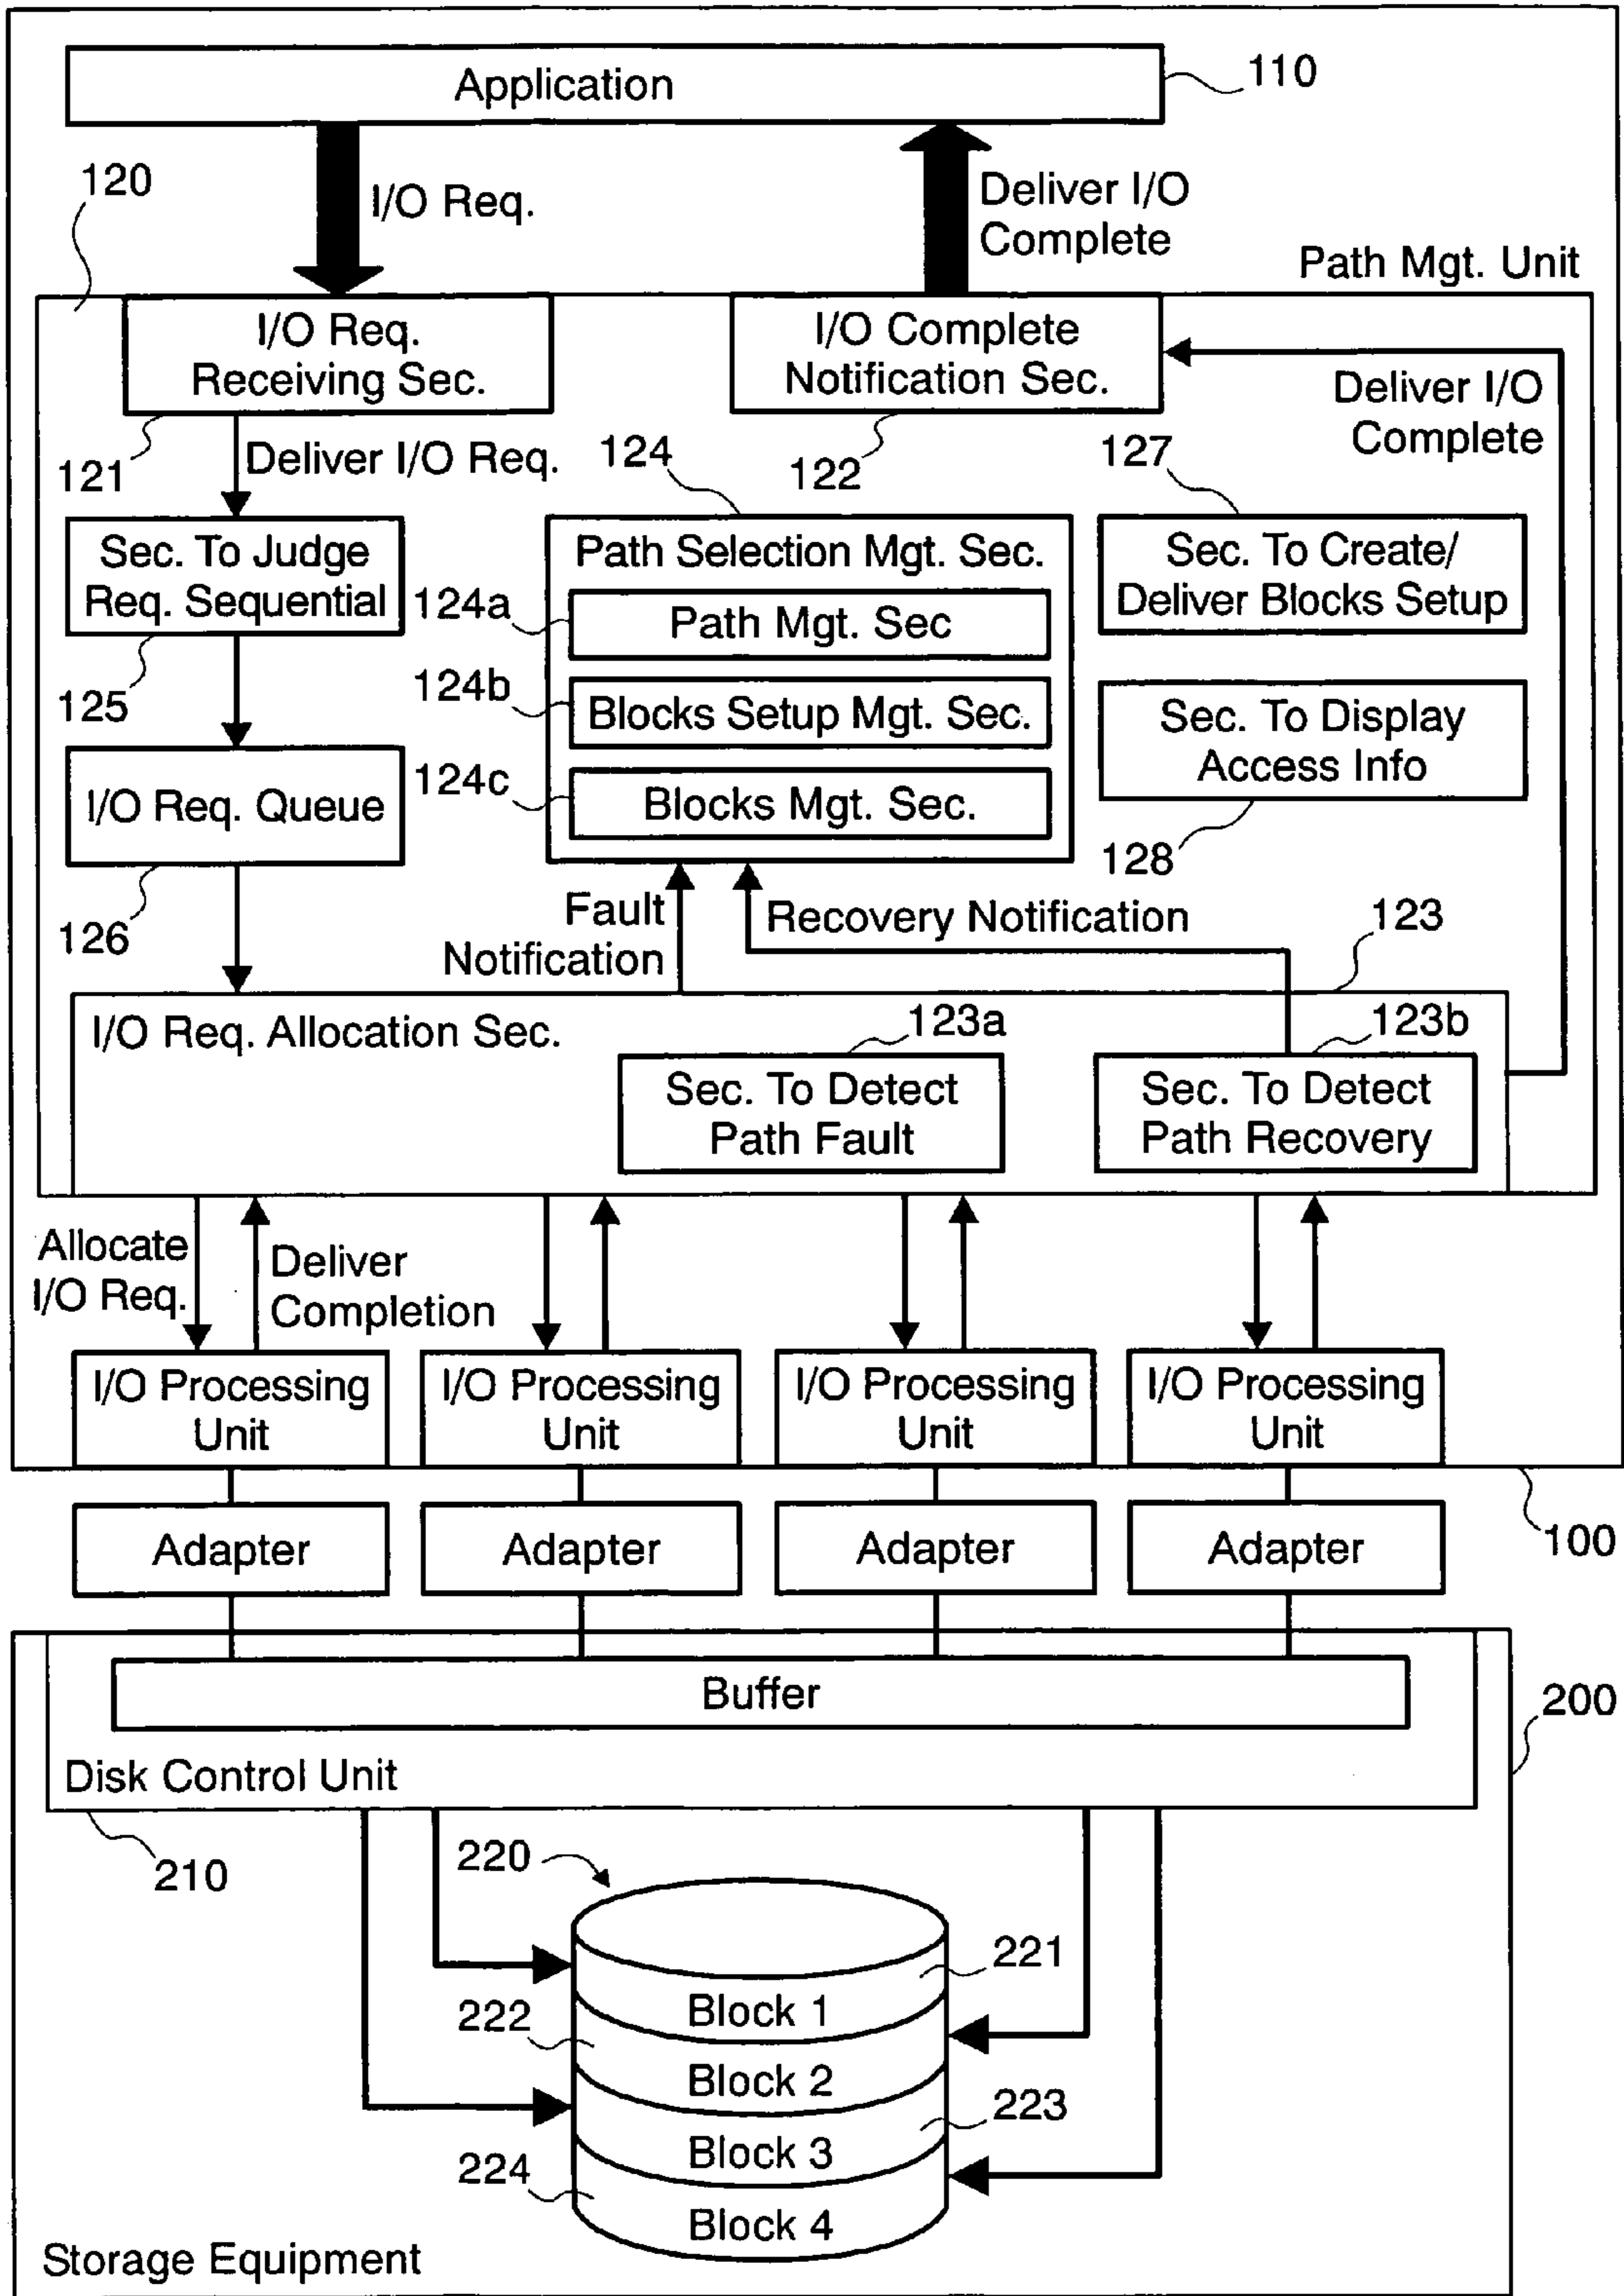 Application
110
120
I/O Req.
Deliver I/O
Complete
Path Mgt. Unit
I/O Req.
Receiving Sec.
I/O Complete
Notification Sec.
Deliver I/O
Complete
121
Deliver I/O Req.
124
122
127
Sec. To Judge
Req. Sequential
Path Selection Mgt. Sec.
Sec. To Create/
Deliver Blocks Setup
124a
Path Mgt. Sec
125
124b
Blocks Setup Mgt. Sec.
Sec. To Display
Access Info
124c
Blocks Mgt. Sec.
I/O Req. Queue
128
126
Fault
Notification
Recovery Notification
123
I/O Req. Allocation Sec.
123a
123b
Sec. To Detect
Path Fault
Sec. To Detect
Path Recovery
Allocate
I/O Req.
Deliver
Completion
I/O Processing
Unit
I/O Processing
Unit
I/O Processing
Unit
I/O Processing
Unit
100
Adapter
Adapter
Adapter
Adapter
Buffer
200
Disk Control Unit
210
220
221
Block 1
222
Block 2
223
Block 3
224
Block 4
Storage Equipment